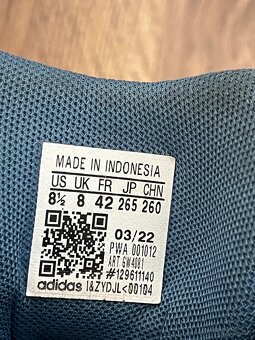 MADE IN INDONESIA
US UK FR JP CHN
8½ 8 42 265 260
03/22
PWA 001012
ART GW4081
#129611140
adidas I&ZYDJL<00104